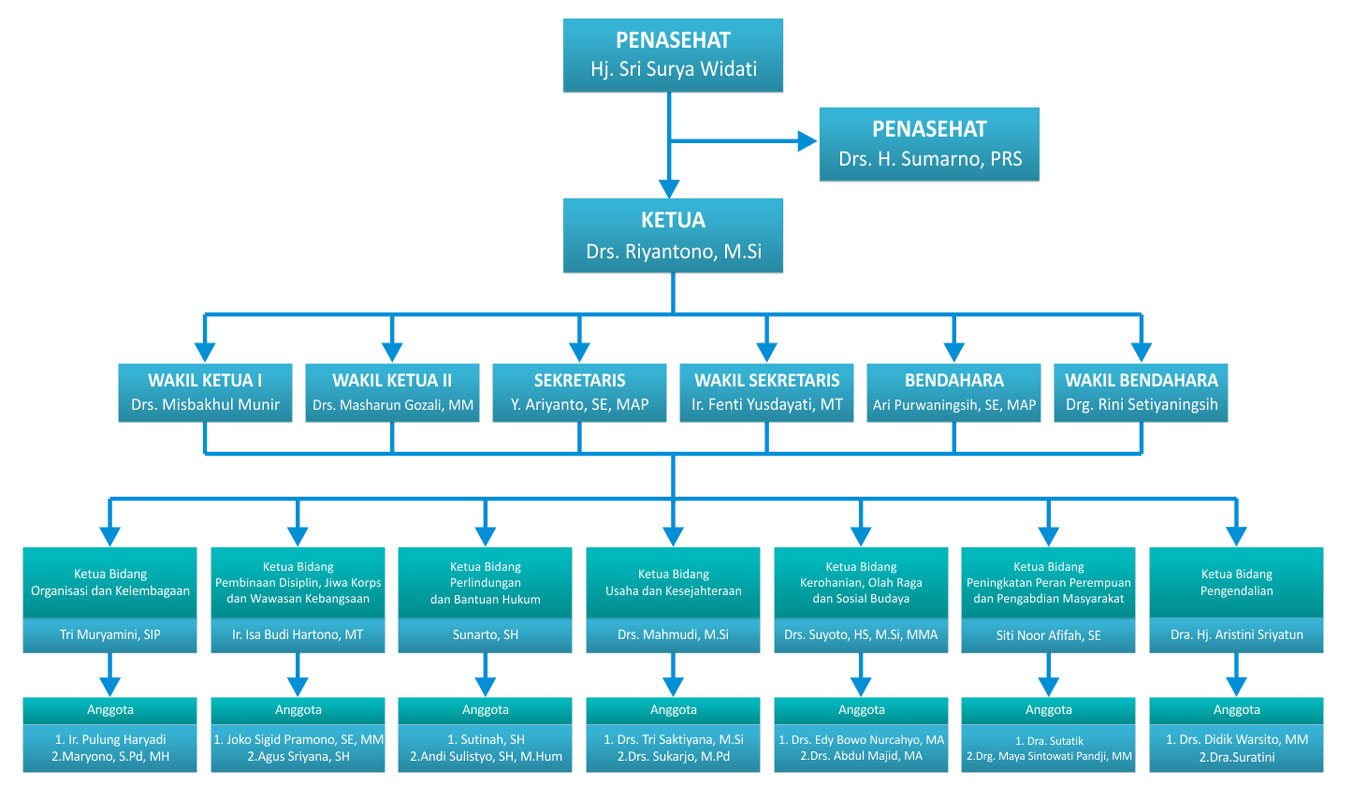 PENASEHAT
Hj. Sri Surya Widati
PENASEHAT
Drs. H. Sumarno, PRS
KETUA
Drs. Riyantono, M.Si
WAKIL KETUA I
Drs. Misbakhul Munir
WAKIL KETUA II
Drs. Masharun Gozali, MM
SEKRETARIS
Y. Ariyanto, SE, MAP
WAKIL SEKRETARIS
Ir. Fenti Yusdayati, MT
BENDAHARA
Ari Purwaningsih, SE, MAP
WAKIL BENDAHARA
Drg. Rini Setiyaningsih
Ketua Bidang
Organisasi dan Kelembagaan
Tri Muryamini, SIP
Ketua Bidang
Pembinaan Disiplin, Jiwa Korps
dan Wawasan Kebangsaan
Ir. Isa Budi Hartono, MT
Ketua Bidang
Perlindungan
dan Bantuan Hukum
Sunarto, SH
Ketua Bidang
Usaha dan Kesejahteraan
Drs. Mahmudi, M.Si
Ketua Bidang
Kerohanian, Olah Raga
dan Sosial Budaya
Drs. Suyoto, HS, M.Si, MMA
Ketua Bidang
Peningkatan Peran Perempuan
dan Pengabdian Masyarakat
Siti Noor Afifah, SE
Ketua Bidang
Pengendalian
Dra. Hj. Aristini Sriyatun
Anggota
1. Ir. Pulung Haryadi
2.Maryono, S.Pd, MH
Anggota
1. Joko Sigid Pramono, SE, MM
2.Agus Sriyana, SH
Anggota
1. Sutinah, SH
2.Andi Sulistyo, SH, M.Hum
Anggota
1. Drs. Tri Saktiyana, M.Si
2.Drs. Sukarjo, M.Pd
Anggota
1. Drs. Edy Bowo Nurcahyo, MA
2.Drs. Abdul Majid, MA
Anggota
1. Dra. Sutatik
2.Drg. Maya Sintowati Pandji, MM
Anggota
1. Drs. Didik Warsito, MM
2.Dra.Suratini